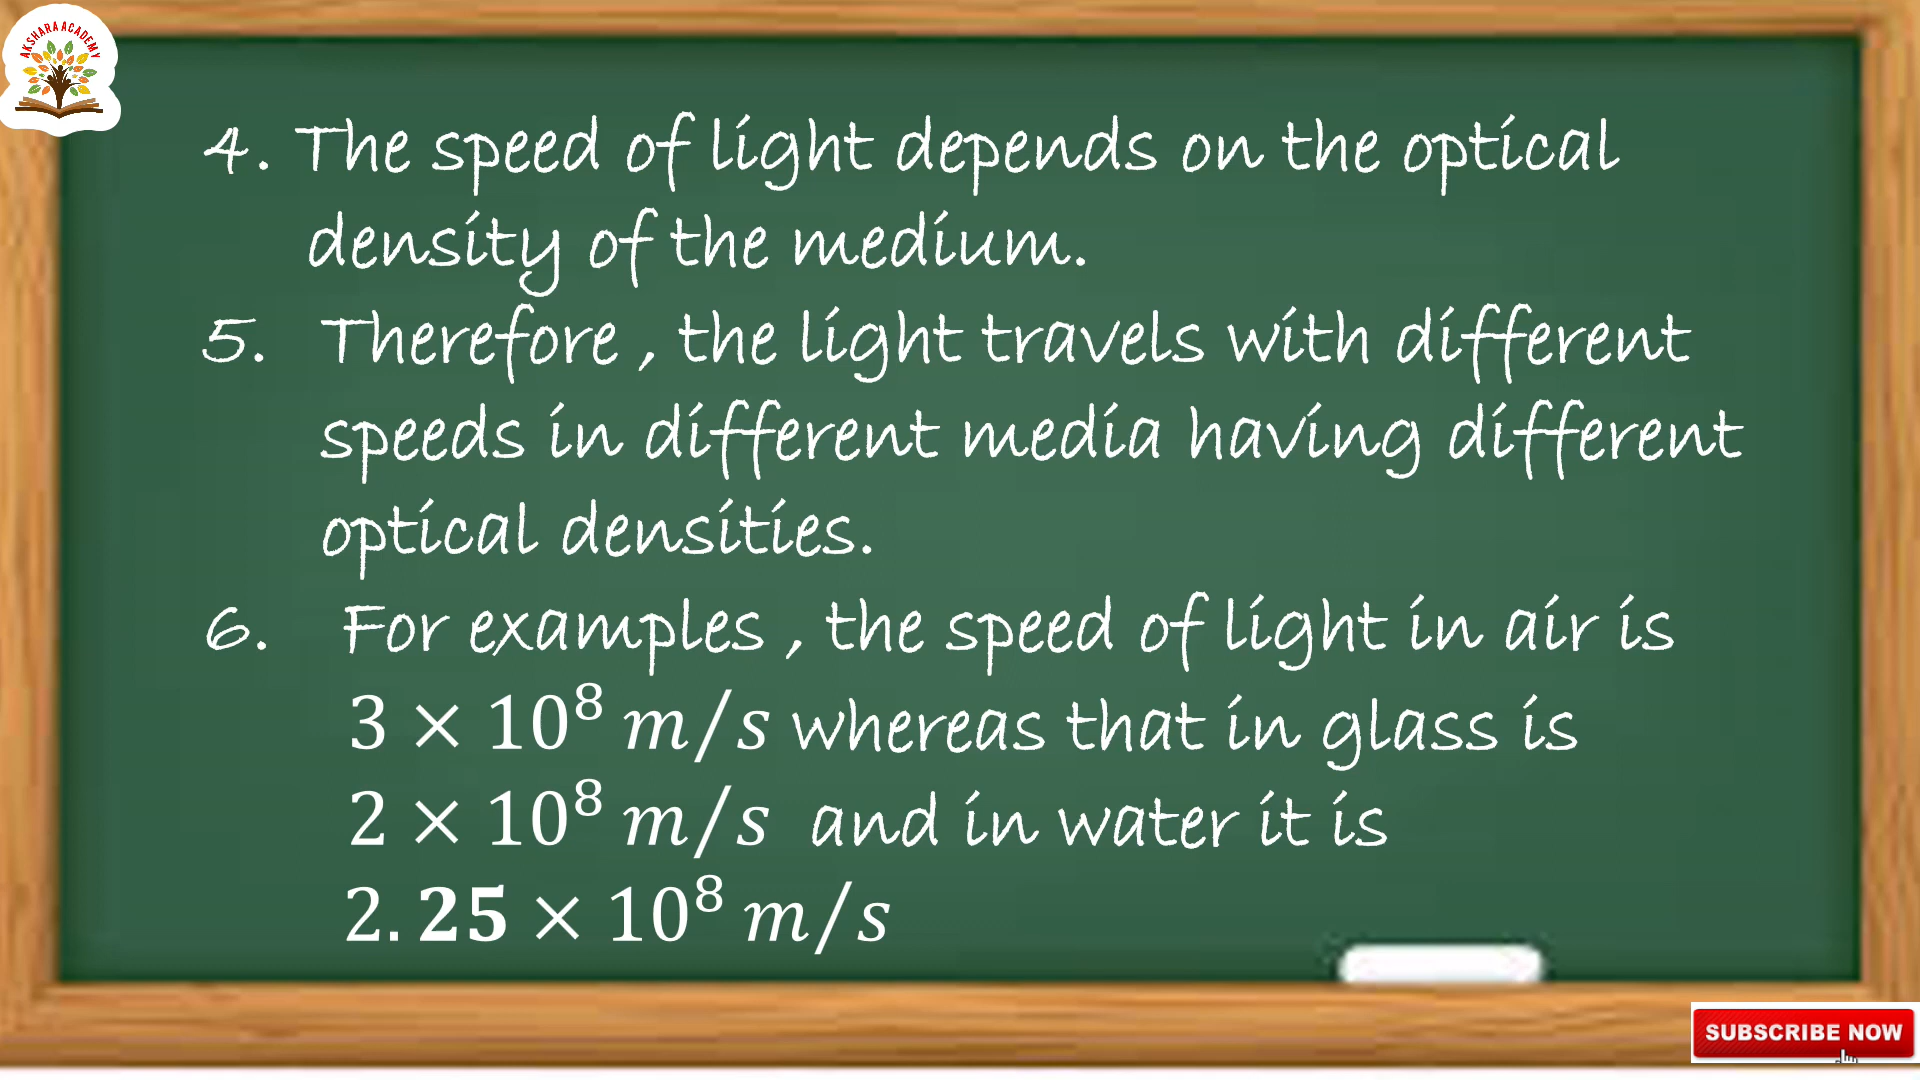 AKSHARA ACADEMY
4. The speed of light depends on the optical
density of the medium.
5. Therefore , the light travels with different
speeds in different media having different
optical densities.
6. For examples , the speed of light in air is
3 × 10⁸ m/s whereas that in glass is
2 × 10⁸ m/s and in water it is
2.25 × 10⁸ m/s
SUBSCRIBE NOW